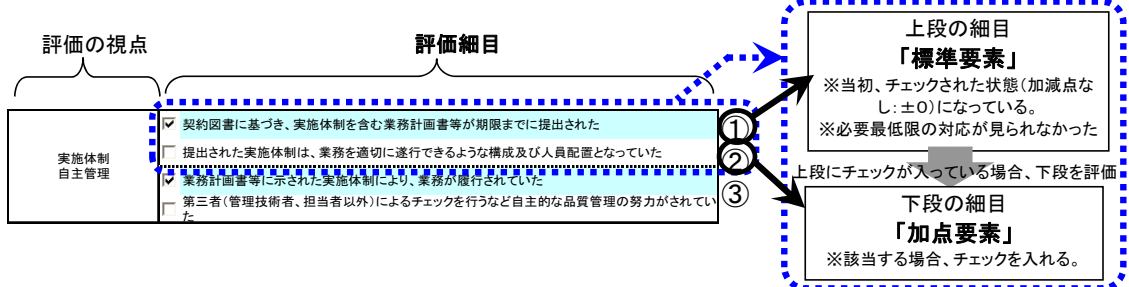 評価の視点
評価細目
実施体制
自主管理
契約図書に基づき、実施体制を含む業務計画書等が期限までに提出された
提出された実施体制は、業務を適切に遂行できるような構成及び人員配置となっていた
業務計画書等に示された実施体制により、業務が履行されていた
第三者(管理技術者、担当者以外)によるチェックを行うなど自主的な品質管理の努力がされてい
た
①
②
③
上段の細目
「標準要素」
※当初、チェックされた状態(加減点な
し:±0)になっている。
※必要最低限の対応が見られなかった
上段にチェックが入っている場合、下段を評価
下段の細目
「加点要素」
※該当する場合、チェックを入れる。